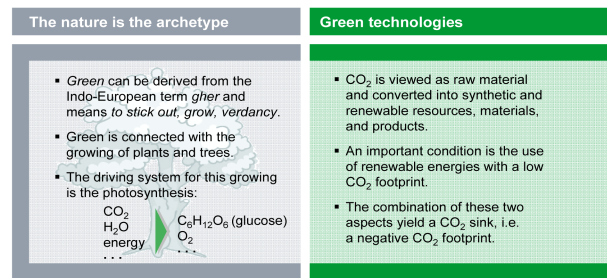 The nature is the archetype
▪ Green can be derived from the
Indo-European term gher and
means to stick out, grow, verdancy.
▪ Green is connected with the
growing of plants and trees.
▪ The driving system for this growing
is the photosynthesis:
CO₂
H₂O
energy
. . .
C₆H₁₂O₆ (glucose)
O₂
. . .
Green technologies
▪ CO₂ is viewed as raw material
and converted into synthetic and
renewable resources, materials,
and products.
▪ An important condition is the use
of renewable energies with a low
CO₂ footprint.
▪ The combination of these two
aspects yield a CO₂ sink, i.e.
a negative CO₂ footprint.